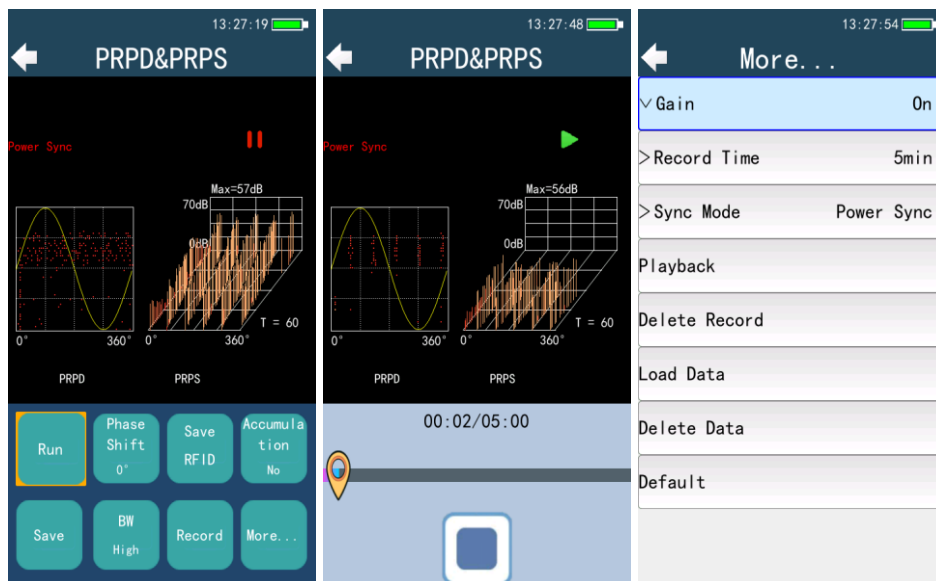 13:27:19
PRPD&PRPS
Power Sync
Max=57dB
70dB
0dB
T = 60
0° 360° 0° 360°
PRPD PRPS
Run
Phase
Shift
0°
Save
RFID
Accumula
tion
No
Save
BW
High
Record
More...
13:27:48
PRPD&PRPS
Power Sync
Max=56dB
70dB
0dB
T = 60
0° 360° 0° 360°
PRPD PRPS
00:02/05:00
13:27:54
More...
Gain On
>Record Time 5min
>Sync Mode Power Sync
Playback
Delete Record
Load Data
Delete Data
Default